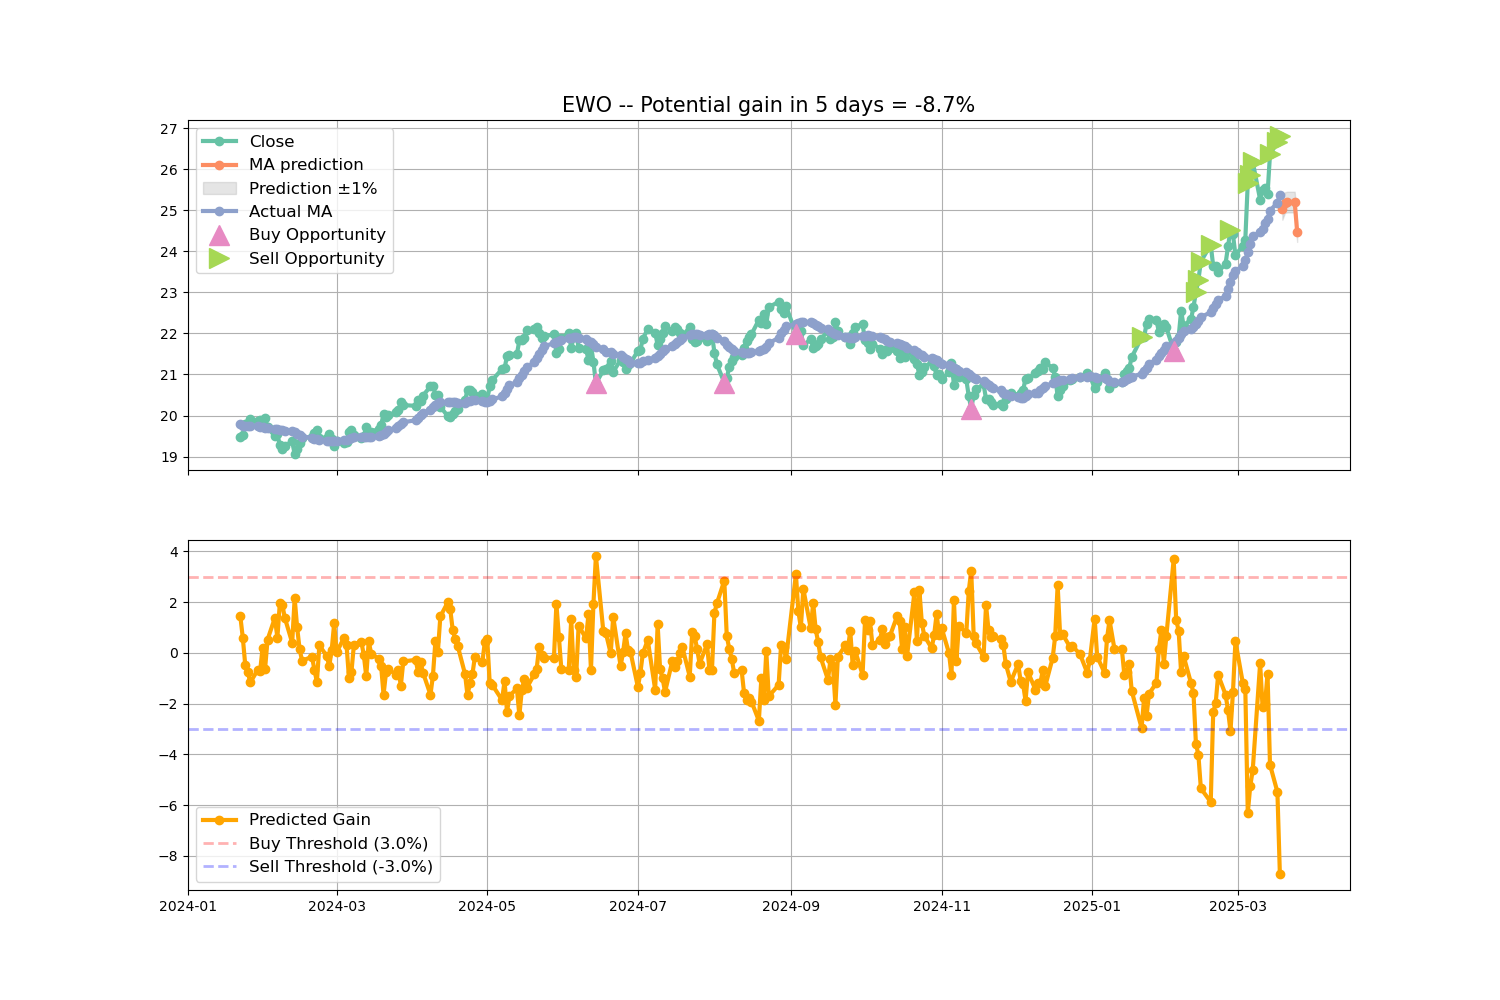 EWO -- Potential gain in 5 days = -8.7%
27
26
25
24
23
22
21
20
19
Close
MA prediction
Prediction ±1%
Actual MA
Buy Opportunity
Sell Opportunity
4
2
0
−2
−4
−6
−8
Predicted Gain
Buy Threshold (3.0%)
Sell Threshold (-3.0%)
2024-01
2024-03
2024-05
2024-07
2024-09
2024-11
2025-01
2025-03